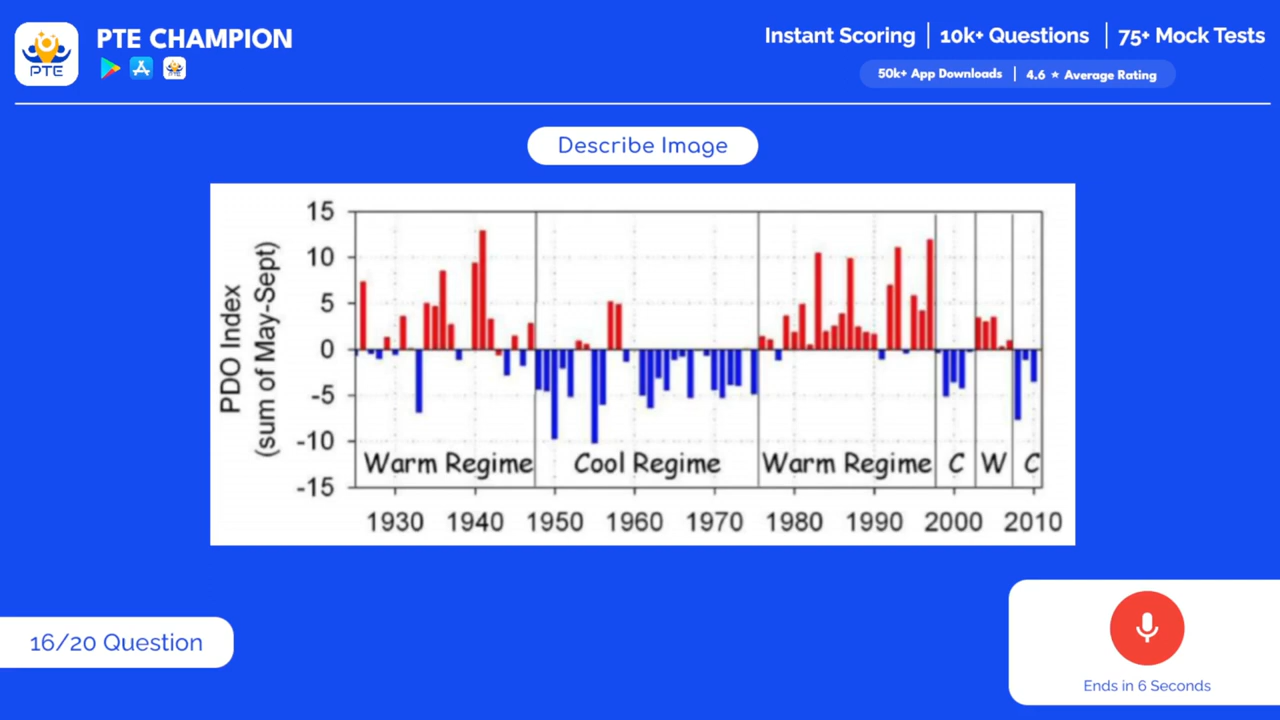 PTE CHAMPION
PTE
Instant Scoring | 10k+ Questions | 75+ Mock Tests
50k+ App Downloads | 4.6 ★ Average Rating
Describe Image
PDO Index
(sum of May-Sept)
15
10
5
0
-5
-10
-15
Warm Regime Cool Regime Warm Regime C W C
1930 1940 1950 1960 1970 1980 1990 2000 2010
16/20 Question
Ends in 6 Seconds